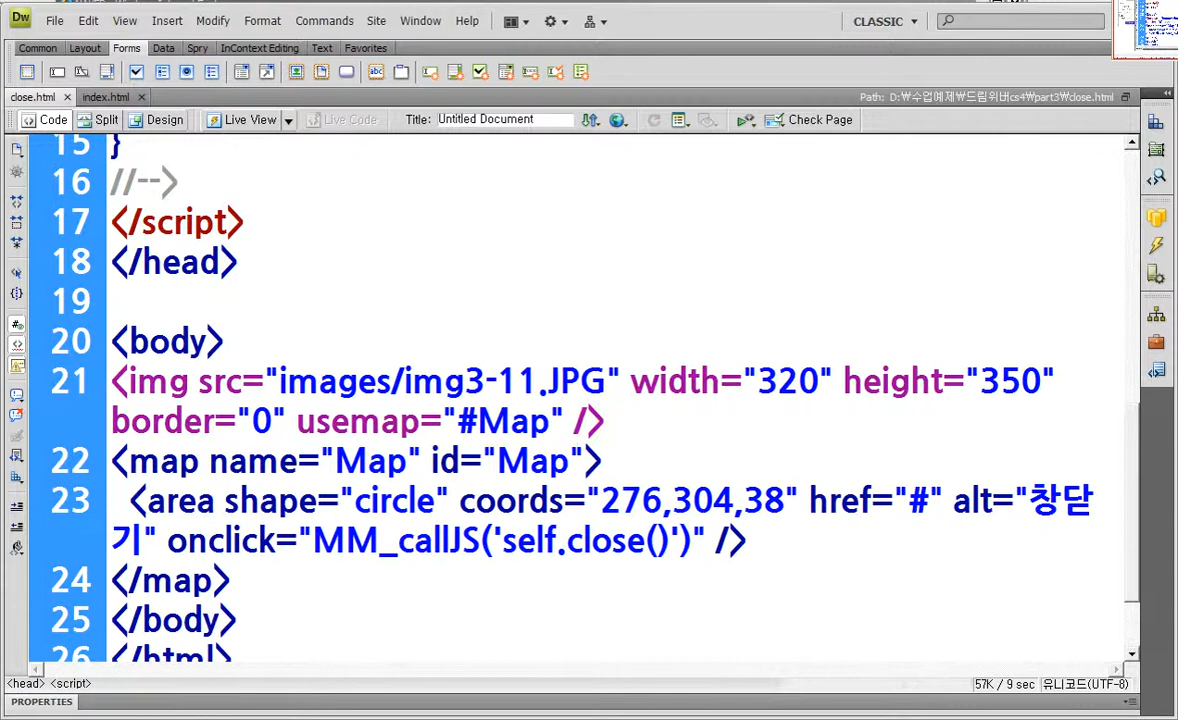 Dw File Edit View Insert Modify Format Commands Site Window Help CLASSIC
Common Layout Forms Data Spry InContext Editing Text Favorites
abc
close.html index.html Path: D:₩수업예제₩드림위버cs4₩part3₩close.html
Code Split Design Live View Live Code Title: Untitled Document Check Page
15 }
16 //-->
17 </script>
18 </head>
19
20 <body>
21 <img src="images/img3-11.JPG" width="320" height="350"
border="0" usemap="#Map" />
22 <map name="Map" id="Map">
23 <area shape="circle" coords="276,304,38" href="#" alt="창닫
기" onclick="MM_callJS('self.close()')" />
24 </map>
25 </body>
26 </html>
<head> <script> 57K / 9 sec 유니코드(UTF-8)
PROPERTIES